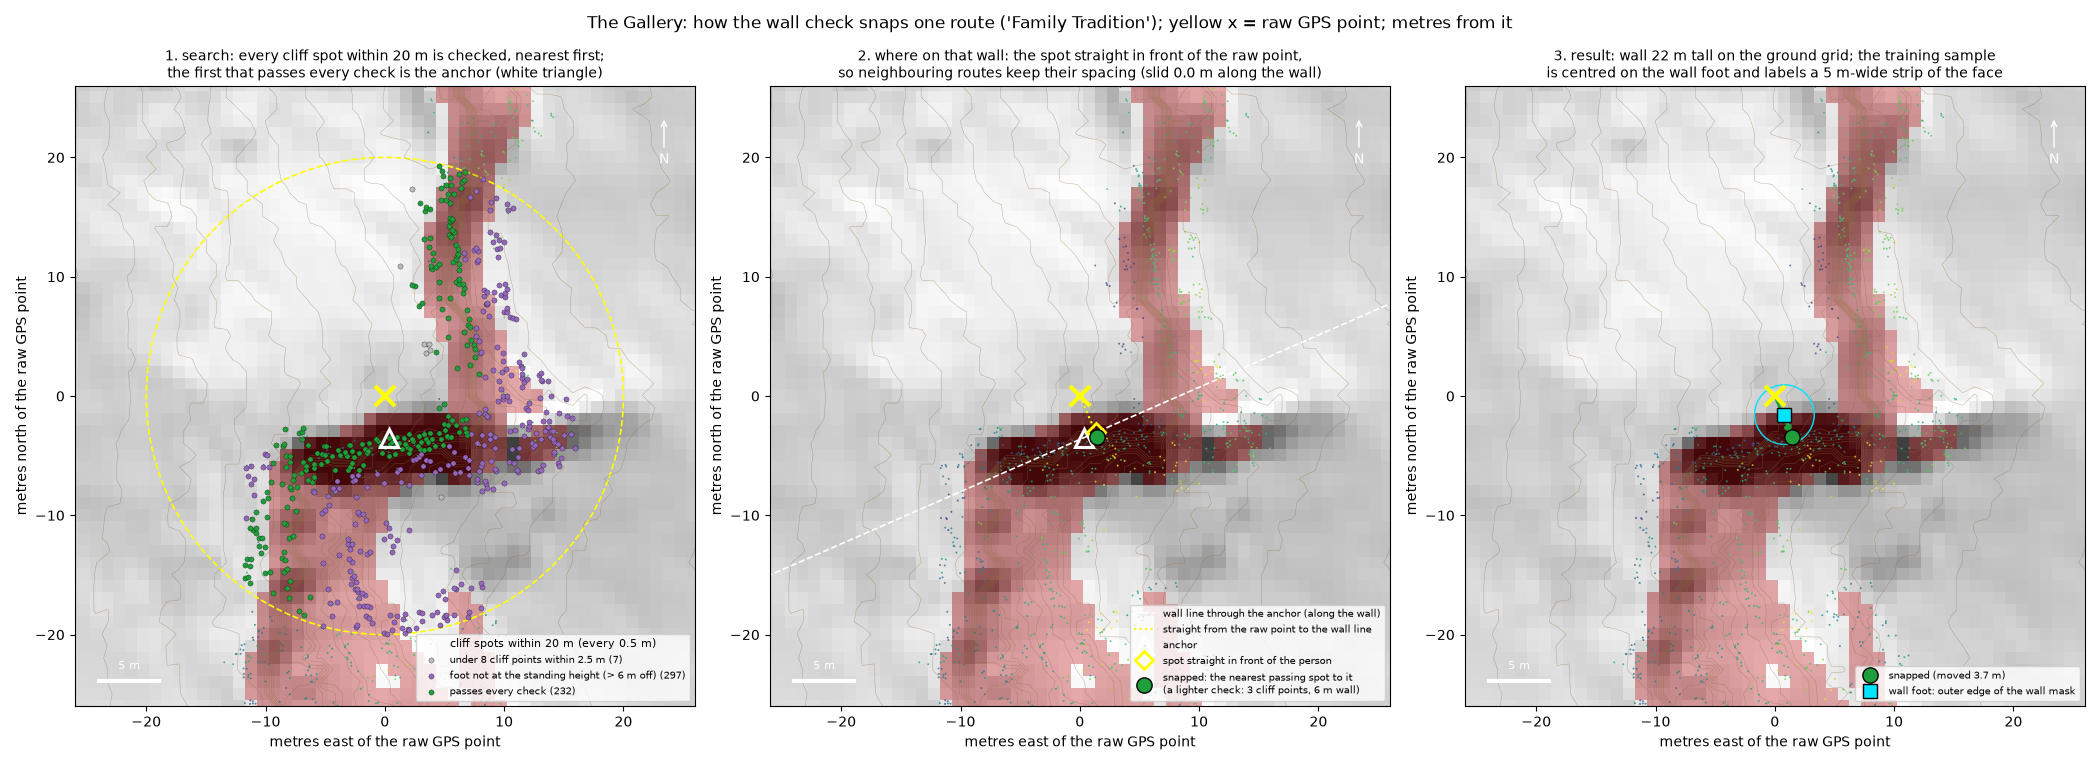 The Gallery: how the wall check snaps one route ('Family Tradition'); yellow x = raw GPS point; metres from it
1. search: every cliff spot within 20 m is checked, nearest first;
the first that passes every check is the anchor (white triangle)
N
20
10
0
−10
−20
metres north of the raw GPS point
5 m
cliff spots within 20 m (every 0.5 m)
under 8 cliff points within 2.5 m (7)
foot not at the standing height (> 6 m off) (297)
passes every check (232)
−20
−10
0
10
20
metres east of the raw GPS point
2. where on that wall: the spot straight in front of the raw point,
so neighbouring routes keep their spacing (slid 0.0 m along the wall)
N
20
10
0
−10
−20
metres north of the raw GPS point
5 m
wall line through the anchor (along the wall)
straight from the raw point to the wall line
anchor
spot straight in front of the person
snapped: the nearest passing spot to it
(a lighter check: 3 cliff points, 6 m wall)
−20
−10
0
10
20
metres east of the raw GPS point
3. result: wall 22 m tall on the ground grid; the training sample
is centred on the wall foot and labels a 5 m-wide strip of the face
N
20
10
0
−10
−20
metres north of the raw GPS point
5 m
snapped (moved 3.7 m)
wall foot: outer edge of the wall mask
−20
−10
0
10
20
metres east of the raw GPS point